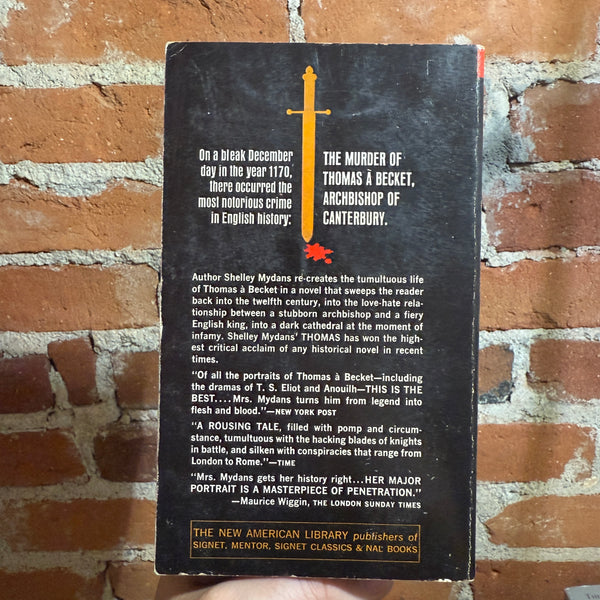 On a bleak December
day in the year 1170,
there occurred the
most notorious crime
in English history:
THE MURDER OF
THOMAS À BECKET,
ARCHBISHOP OF
CANTERBURY.
Author Shelley Mydans re-creates the tumultuous life
of Thomas à Becket in a novel that sweeps the reader
back into the twelfth century, into the love-hate rela-
tionship between a stubborn archbishop and a fiery
English king, into a dark cathedral at the moment of
infamy. Shelley Mydans' THOMAS has won the high-
est critical acclaim of any historical novel in recent
times.
"Of all the portraits of Thomas à Becket—including
the dramas of T. S. Eliot and Anouilh—THIS IS THE
BEST.... Mrs. Mydans turns him from legend into
flesh and blood."—NEW YORK POST
"A ROUSING TALE, filled with pomp and circum-
stance, tumultuous with the hacking blades of knights
in battle, and silken with conspiracies that range from
London to Rome."—TIME
"Mrs. Mydans gets her history right...HER MAJOR
PORTRAIT IS A MASTERPIECE OF PENETRATION."
—Maurice Wiggin, THE LONDON SUNDAY TIMES
THE NEW AMERICAN LIBRARY publishers of
SIGNET, MENTOR, SIGNET CLASSICS & NAL BOOKS